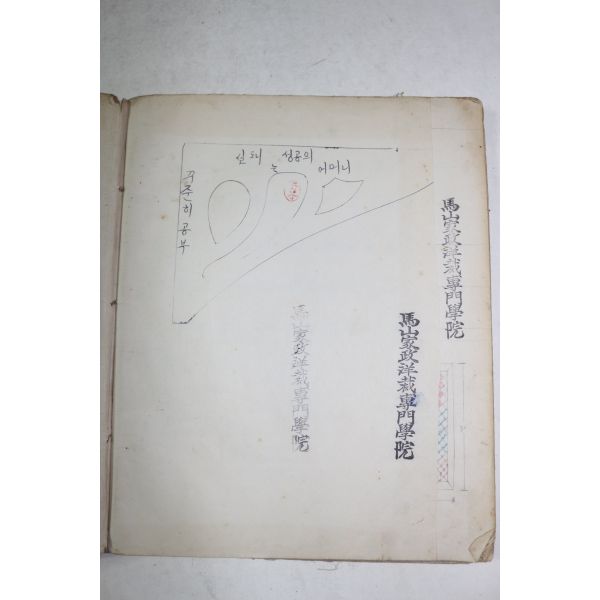 실패는 성공의 어머니
꾸준히 공부
馬山家政洋裁專門學院
馬山家政洋裁專門學院
馬山家政洋裁專門學院